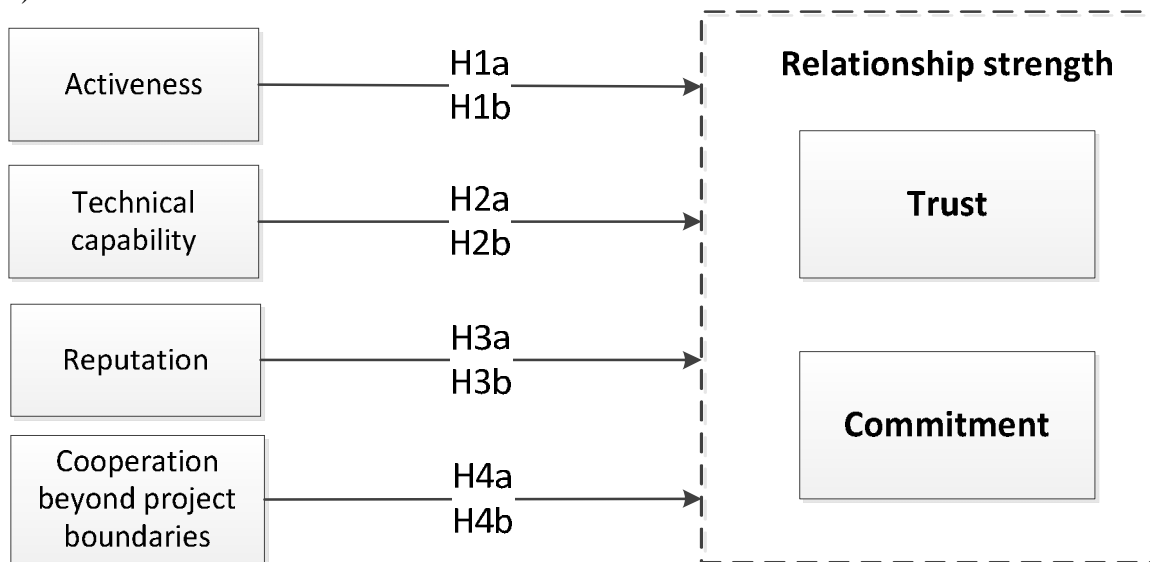 Activeness
H1a
H1b
Relationship strength
Technical
capability
H2a
H2b
Trust
Reputation
H3a
H3b
Commitment
Cooperation
beyond project
boundaries
H4a
H4b